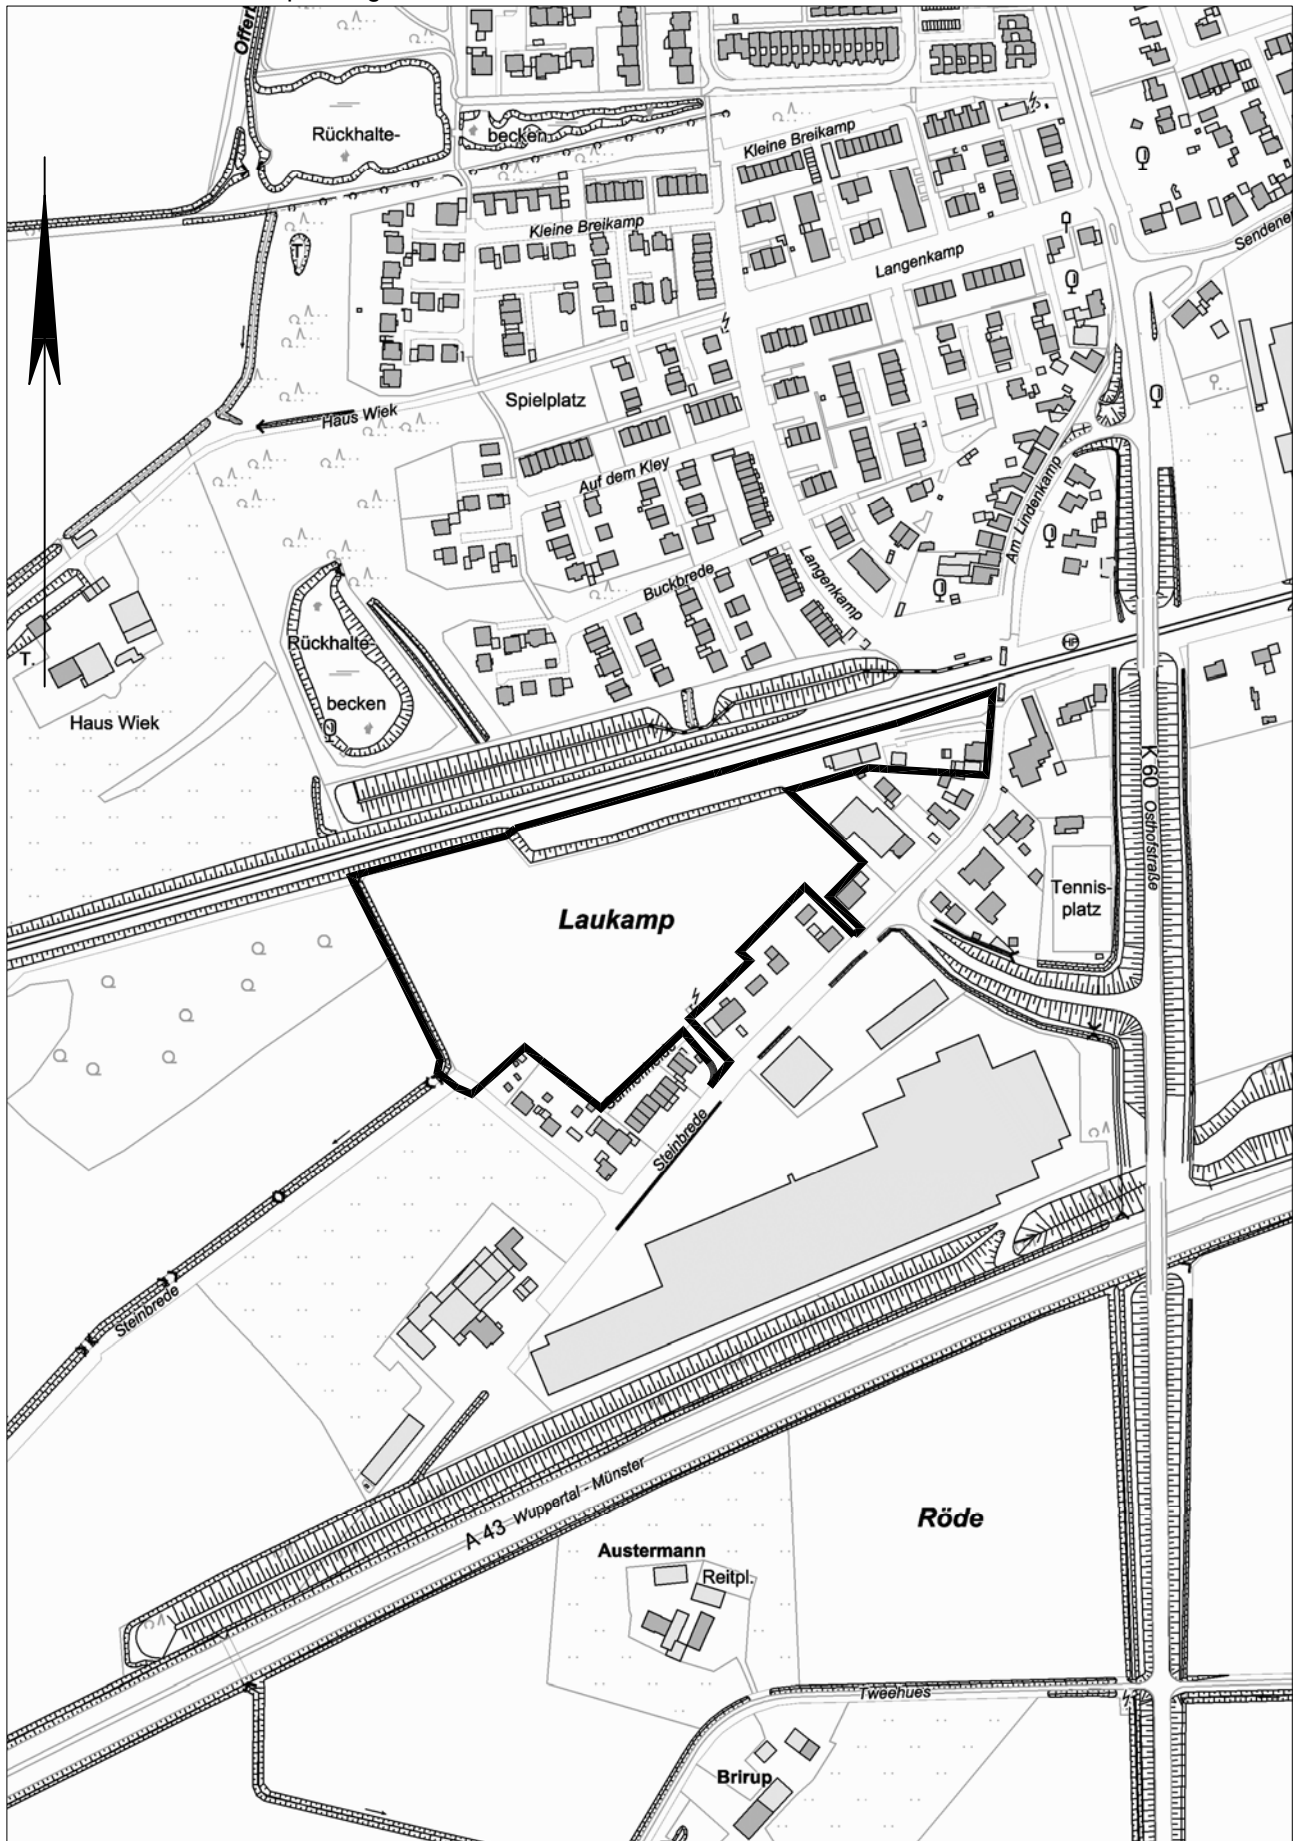 Rückhalte-
becken
Kleine Breikamp
Kleine Breikamp
Langenkamp
T
Spielplatz
Haus Wiek
Auf dem Kley
Buckbrede
Langenkamp
Am Lindenkamp
Rückhalte-
becken
T.
Haus Wiek
K 60 Osthofstraße
Laukamp
Tennis-
platz
Steinbrede
Steinbrede
A 43 Wuppertal - Münster
Röde
Austermann
Reitpl.
Tweehues
Brirup